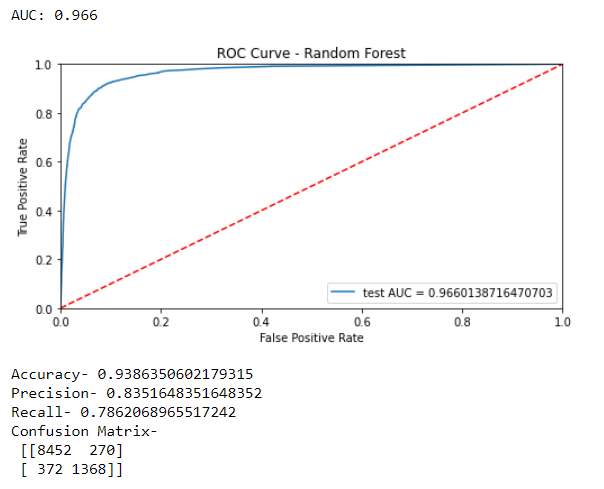 AUC: 0.966
ROC Curve - Random Forest
1.0
0.8
0.6
0.4
0.2
0.0
True Positive Rate
test AUC = 0.9660138716470703
0.0 0.2 0.4 0.6 0.8 1.0
False Positive Rate
Accuracy- 0.9386350602179315
Precision- 0.8351648351648352
Recall- 0.7862068965517242
Confusion Matrix-
[[8452 270]
[ 372 1368]]